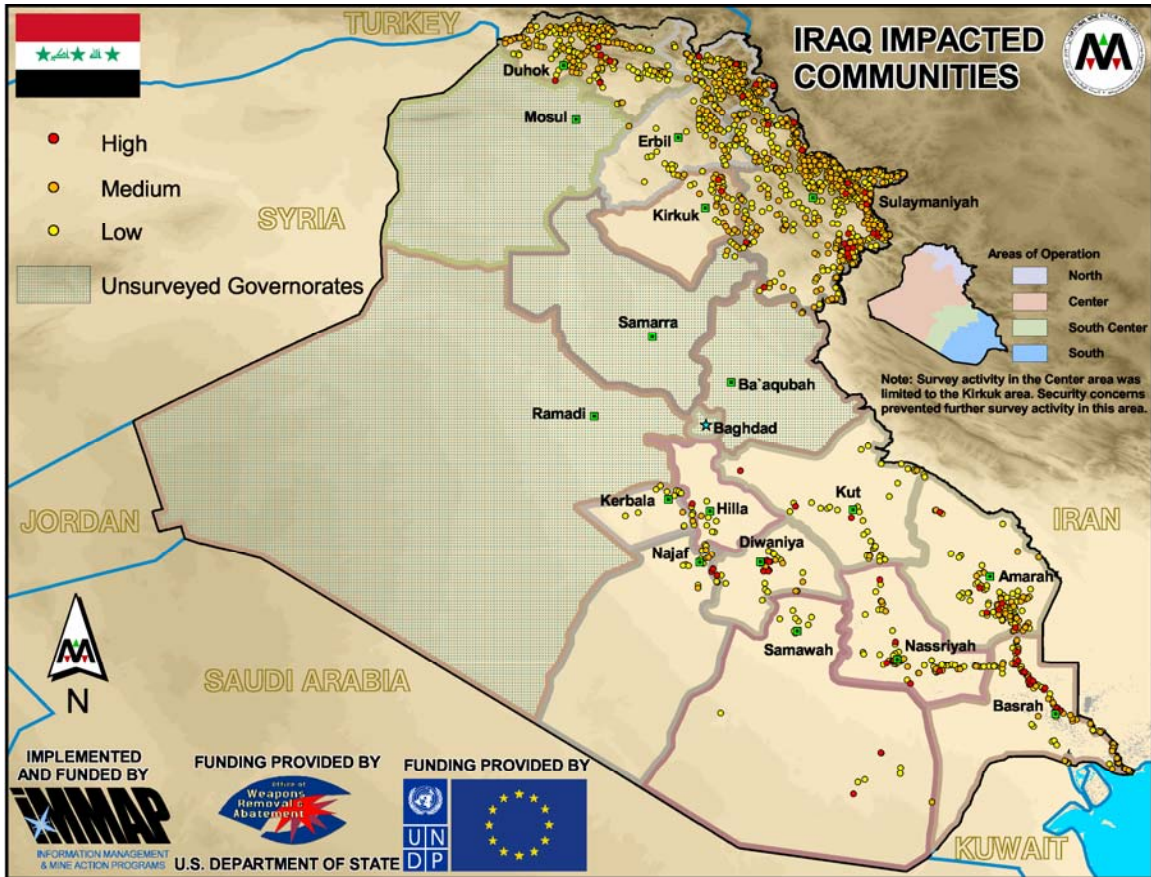 TURKEY
IRAQ IMPACTED
COMMUNITIES
Duhok
Mosul
Erbil
High
Medium
Low
Unsurveyed Governorates
SYRIA
Kirkuk
Sulaymaniyah
Areas of Operation
North
Center
South Center
South
Note: Survey activity in the Center area was
limited to the Kirkuk area. Security concerns
prevented further survey activity in this area.
Samarra
Ba`aqubah
Ramadi
Baghdad
JORDAN
Kerbala
Hilla
Kut
IRAN
Najaf
Diwaniya
Amarah
Samawah
Nassriyah
SAUDI ARABIA
Basrah
N
KUWAIT
IMPLEMENTED
AND FUNDED BY
iMMAP
INFORMATION MANAGEMENT
& MINE ACTION PROGRAMS
FUNDING PROVIDED BY
Office of
Weapons
Removal &
Abatement
U.S. DEPARTMENT OF STATE
FUNDING PROVIDED BY
UN
DP